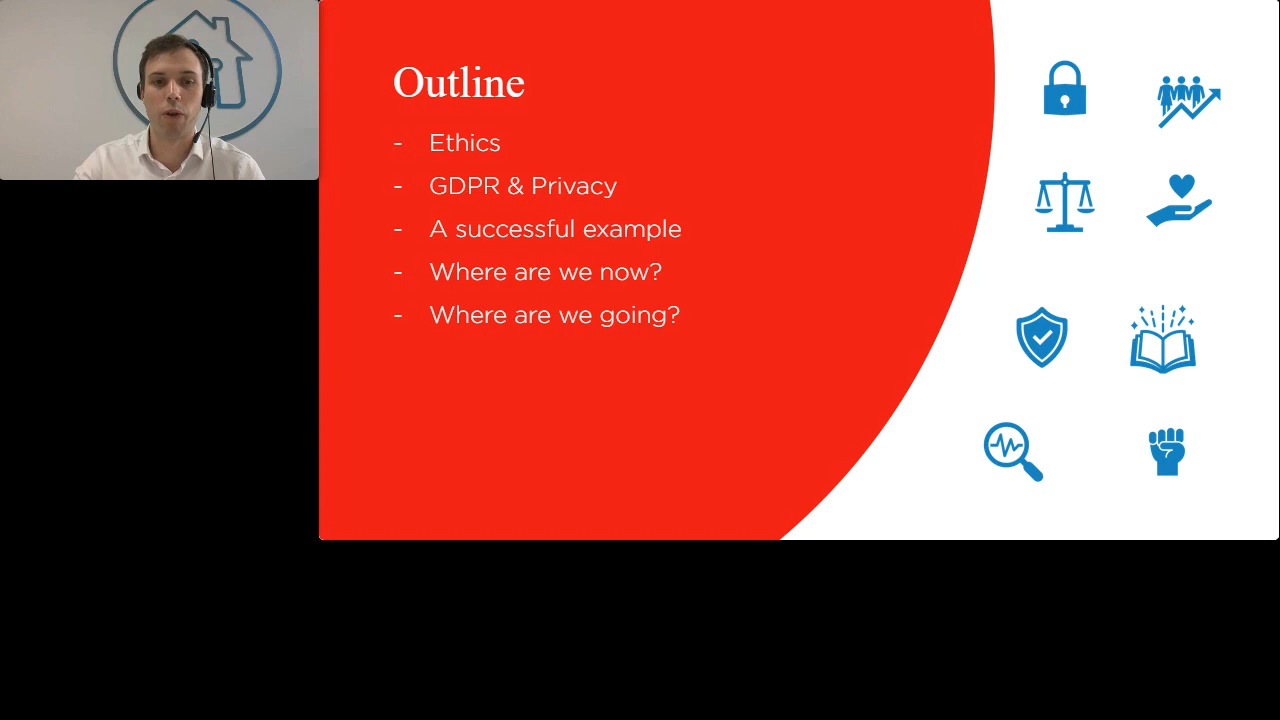 Outline
- Ethics
- GDPR & Privacy
- A successful example
- Where are we now?
- Where are we going?